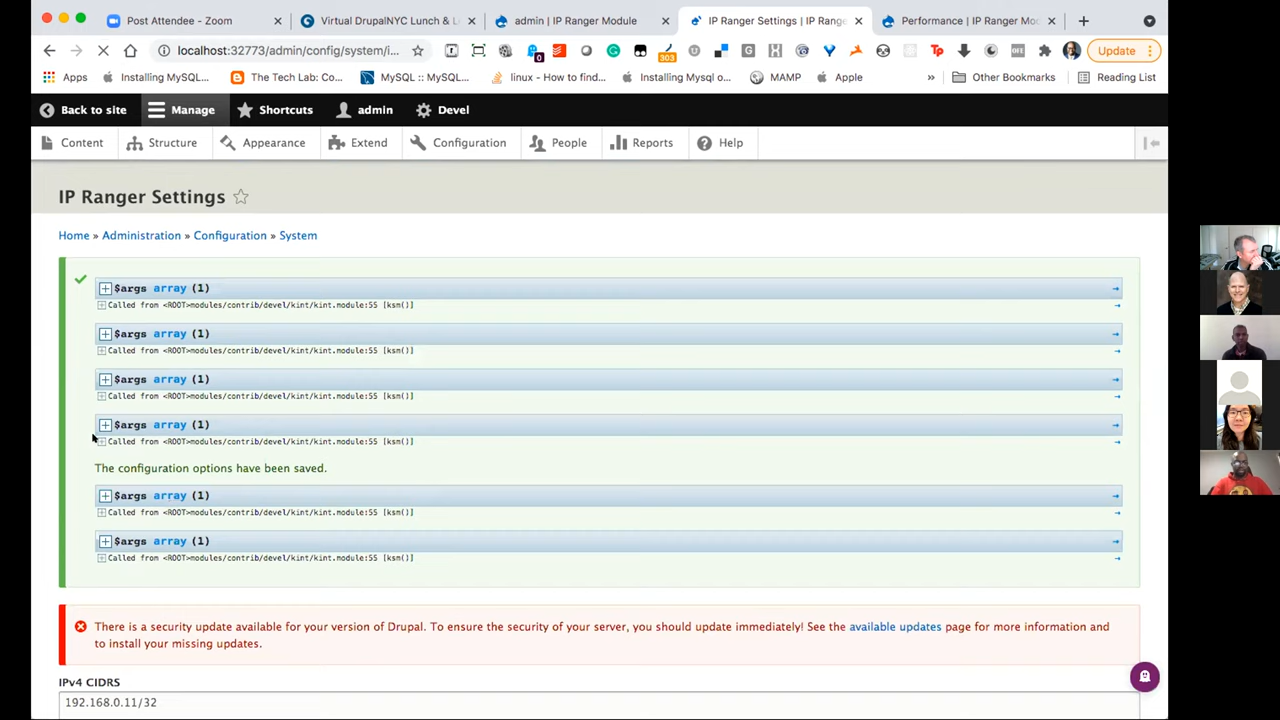 Post Attendee - Zoom
Virtual DrupalNYC Lunch & L
admin | IP Ranger Module
IP Ranger Settings | IP Range
Performance | IP Ranger Mo
localhost:32773/admin/config/system/i...
0
303
Update
Apps
Installing MySQL...
The Tech Lab: Co...
MySQL :: MySQL...
linux - How to find...
Installing Mysql o...
MAMP
Apple
»
Other Bookmarks
Reading List
Back to site
Manage
Shortcuts
admin
Devel
Content
Structure
Appearance
Extend
Configuration
People
Reports
Help
IP Ranger Settings
Home » Administration » Configuration » System
$args array (1)
Called from <ROOT>modules/contrib/devel/kint/kint.module:55 [ksm()]
$args array (1)
Called from <ROOT>modules/contrib/devel/kint/kint.module:55 [ksm()]
$args array (1)
Called from <ROOT>modules/contrib/devel/kint/kint.module:55 [ksm()]
$args array (1)
Called from <ROOT>modules/contrib/devel/kint/kint.module:55 [ksm()]
The configuration options have been saved.
$args array (1)
Called from <ROOT>modules/contrib/devel/kint/kint.module:55 [ksm()]
$args array (1)
Called from <ROOT>modules/contrib/devel/kint/kint.module:55 [ksm()]
There is a security update available for your version of Drupal. To ensure the security of your server, you should update immediately! See the available updates page for more information and
to install your missing updates.
IPv4 CIDRS
192.168.0.11/32